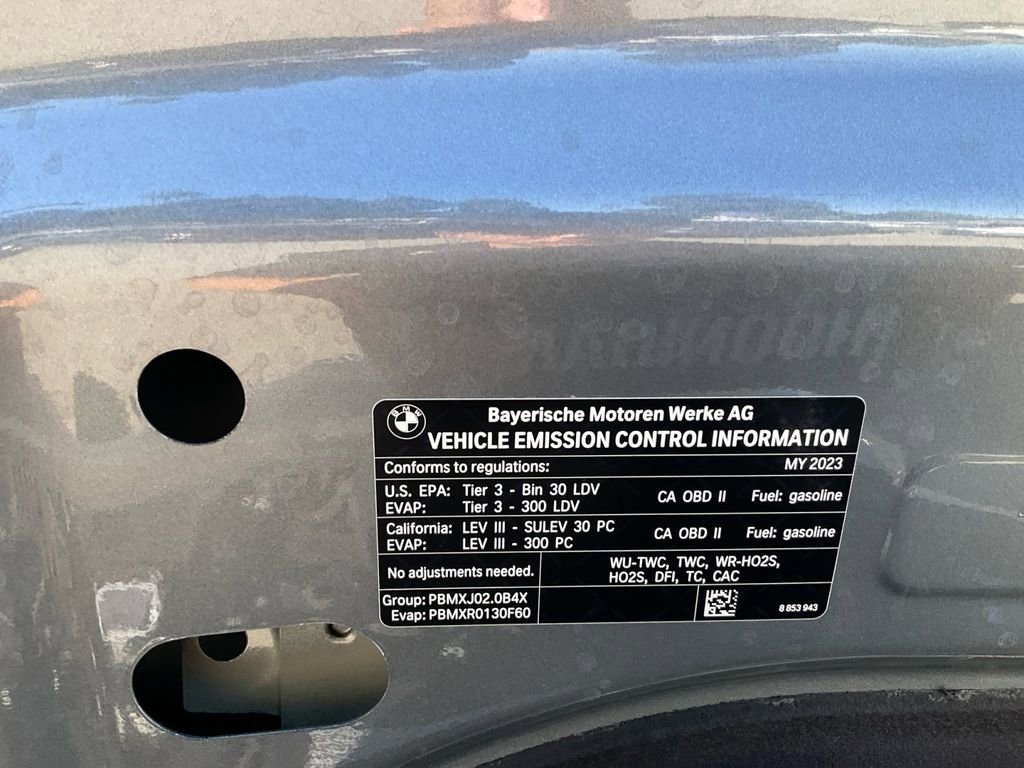 BMW
Bayerische Motoren Werke AG
VEHICLE EMISSION CONTROL INFORMATION
Conforms to regulations: MY 2023
U.S. EPA: Tier 3 - Bin 30 LDV CA OBD II Fuel: gasoline
EVAP: Tier 3 - 300 LDV
California: LEV III - SULEV 30 PC CA OBD II Fuel: gasoline
EVAP: LEV III - 300 PC
No adjustments needed. WU-TWC, TWC, WR-HO2S,
HO2S, DFI, TC, CAC
Group: PBMXJ02.0B4X
Evap: PBMXR0130F60
8 853 943